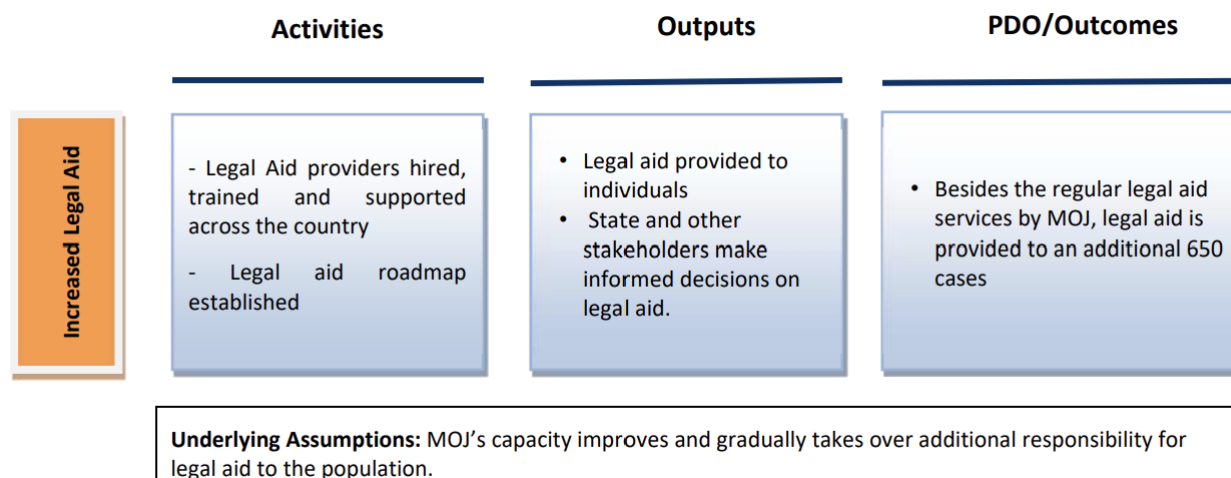 Activities
Outputs
PDO/Outcomes
Increased Legal Aid
- Legal Aid providers hired,
trained and supported
across the country
- Legal aid roadmap
established
• Legal aid provided to
individuals
• State and other
stakeholders make
informed decisions on
legal aid.
• Besides the regular legal aid
services by MOJ, legal aid is
provided to an additional 650
cases
Underlying Assumptions: MOJ's capacity improves and gradually takes over additional responsibility for
legal aid to the population.